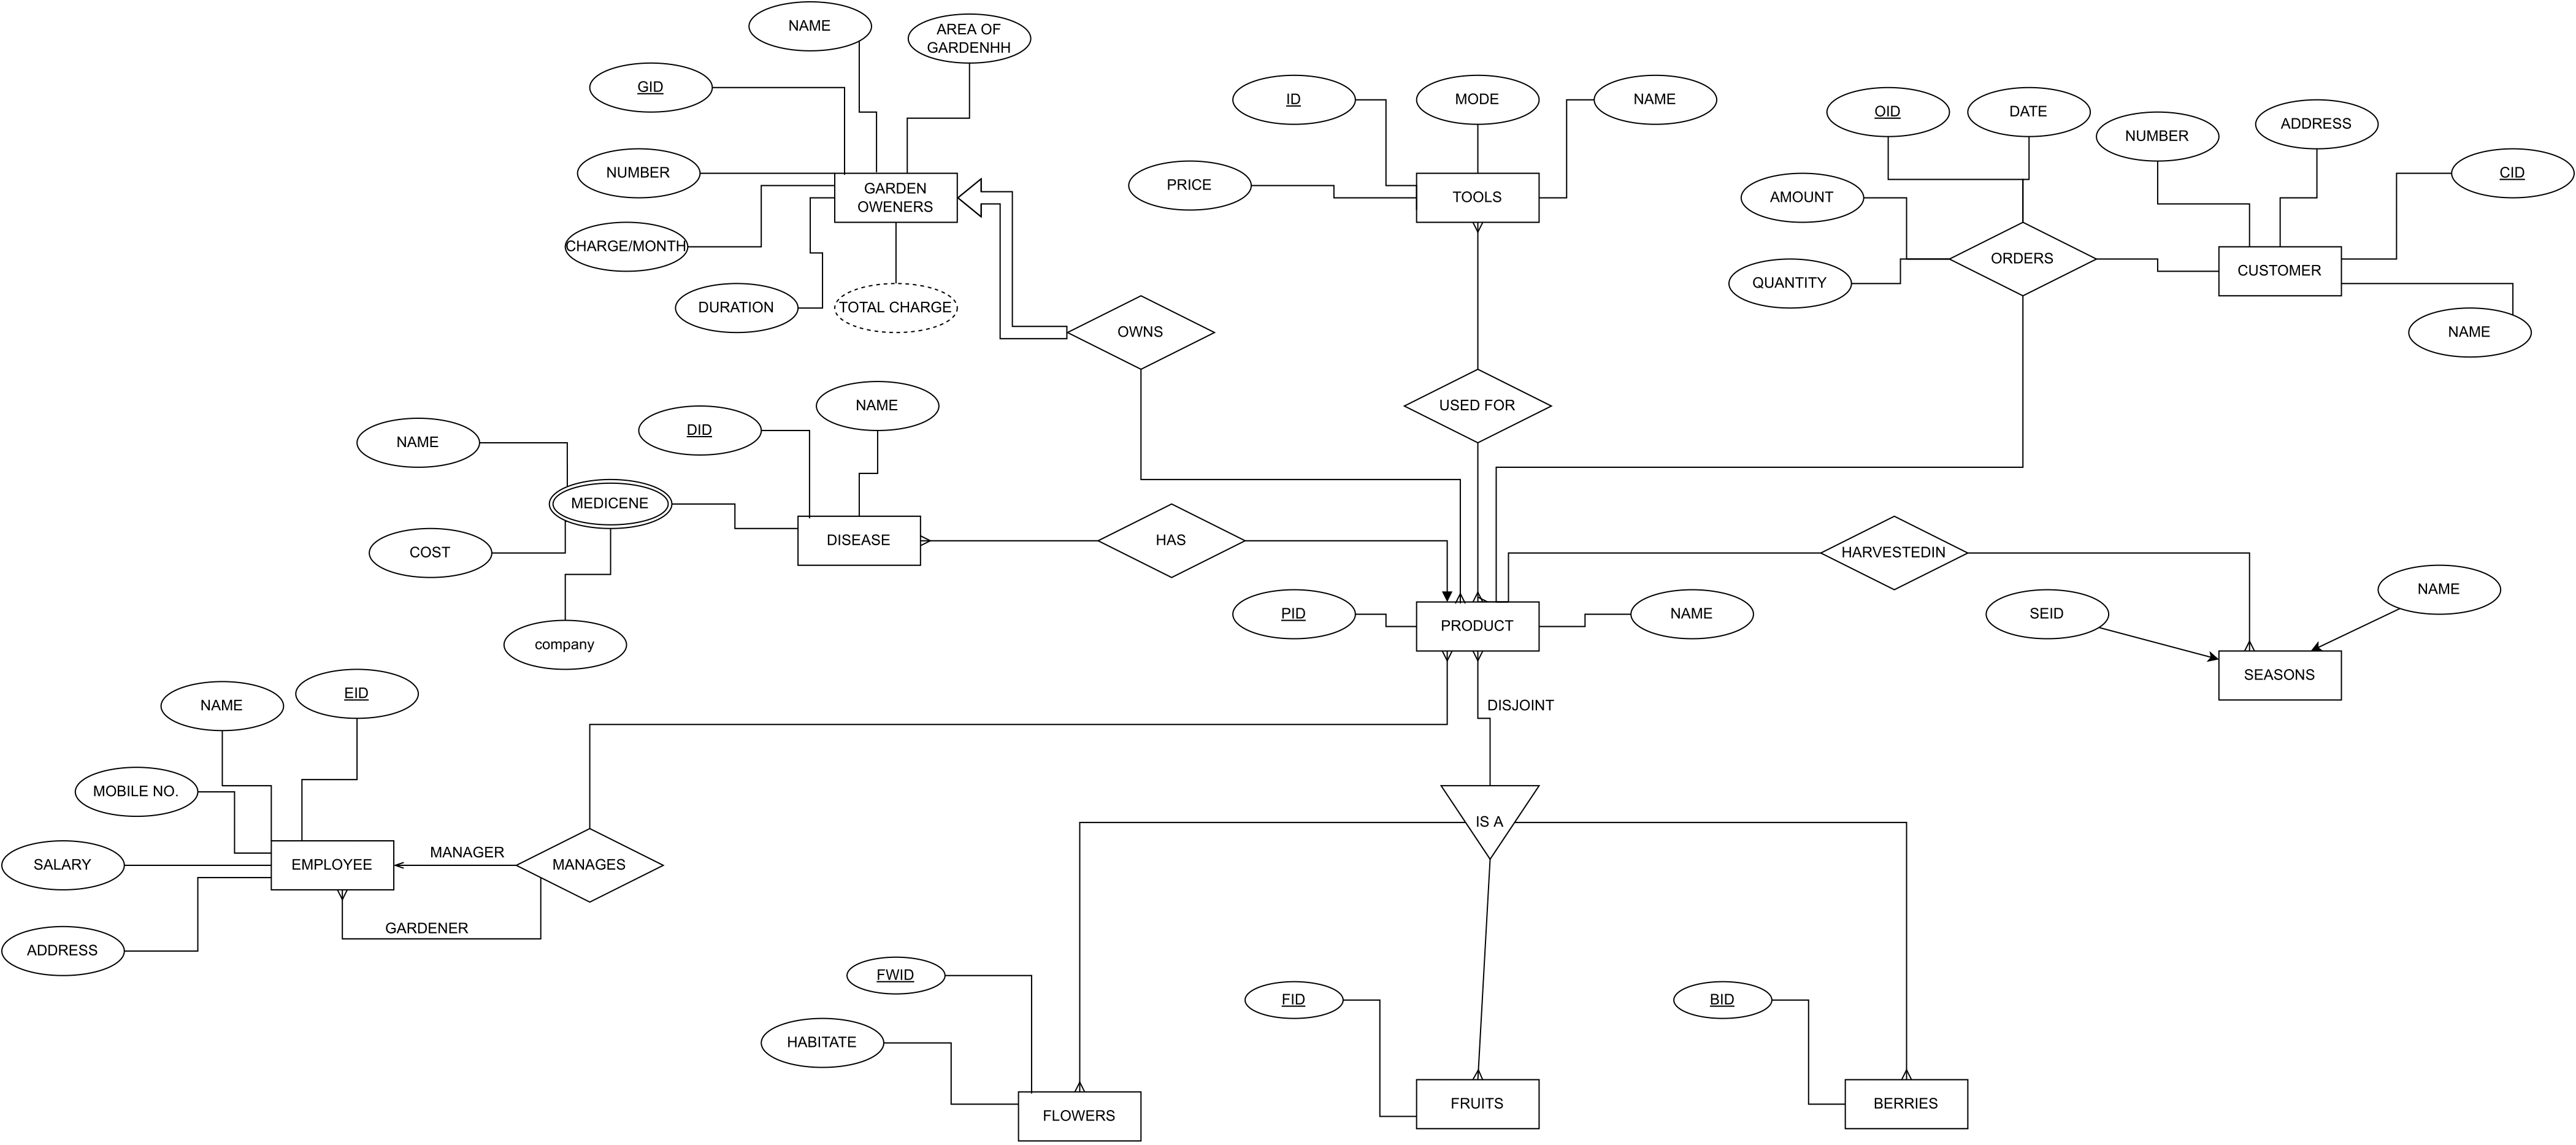 NAME
AREA OF
GARDENHH
GID
ID
MODE
NAME
OID
DATE
NUMBER
ADDRESS
CID
NUMBER
PRICE
GARDEN
OWENERS
TOOLS
AMOUNT
CHARGE/MONTH
ORDERS
CUSTOMER
QUANTITY
DURATION
TOTAL CHARGE
OWNS
NAME
USED FOR
NAME
DID
NAME
MEDICENE
DISEASE
HAS
HARVESTEDIN
COST
company
PID
PRODUCT
NAME
SEID
NAME
SEASONS
NAME
EID
DISJOINT
MOBILE NO.
IS A
SALARY
EMPLOYEE
MANAGER
MANAGES
GARDENER
ADDRESS
FWID
FID
BID
HABITATE
FLOWERS
FRUITS
BERRIES